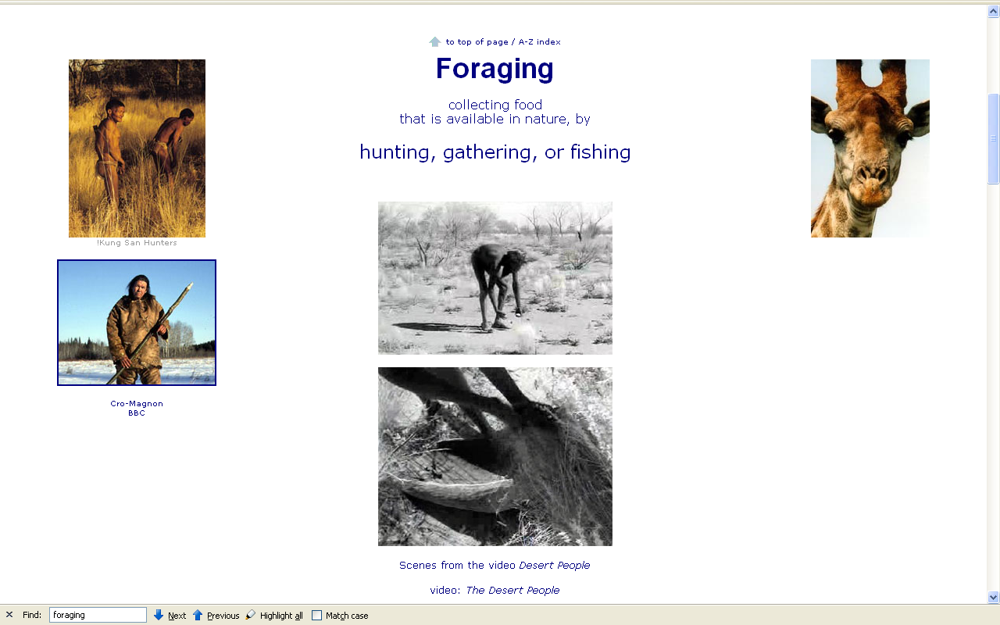 to top of page / A-Z index
Foraging
collecting food
that is available in nature, by
hunting, gathering, or fishing
!Kung San Hunters
Cro-Magnon
BBC
Scenes from the video Desert People
video: The Desert People
Find: foraging Next Previous Highlight all Match case